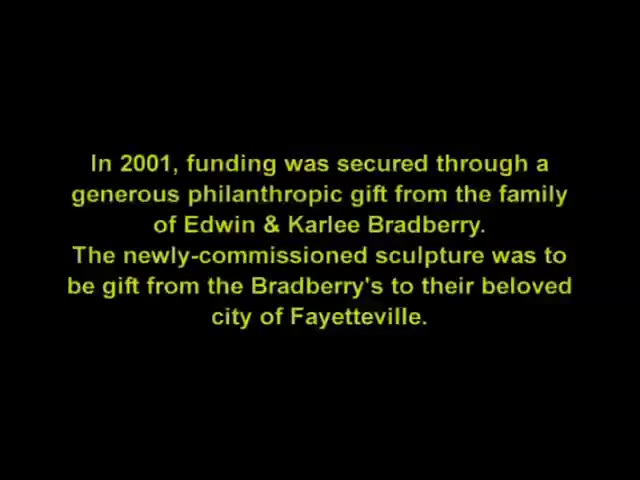 In 2001, funding was secured through a
generous philanthropic gift from the family
of Edwin & Karlee Bradberry.
The newly-commissioned sculpture was to
be gift from the Bradberry's to their beloved
city of Fayetteville.